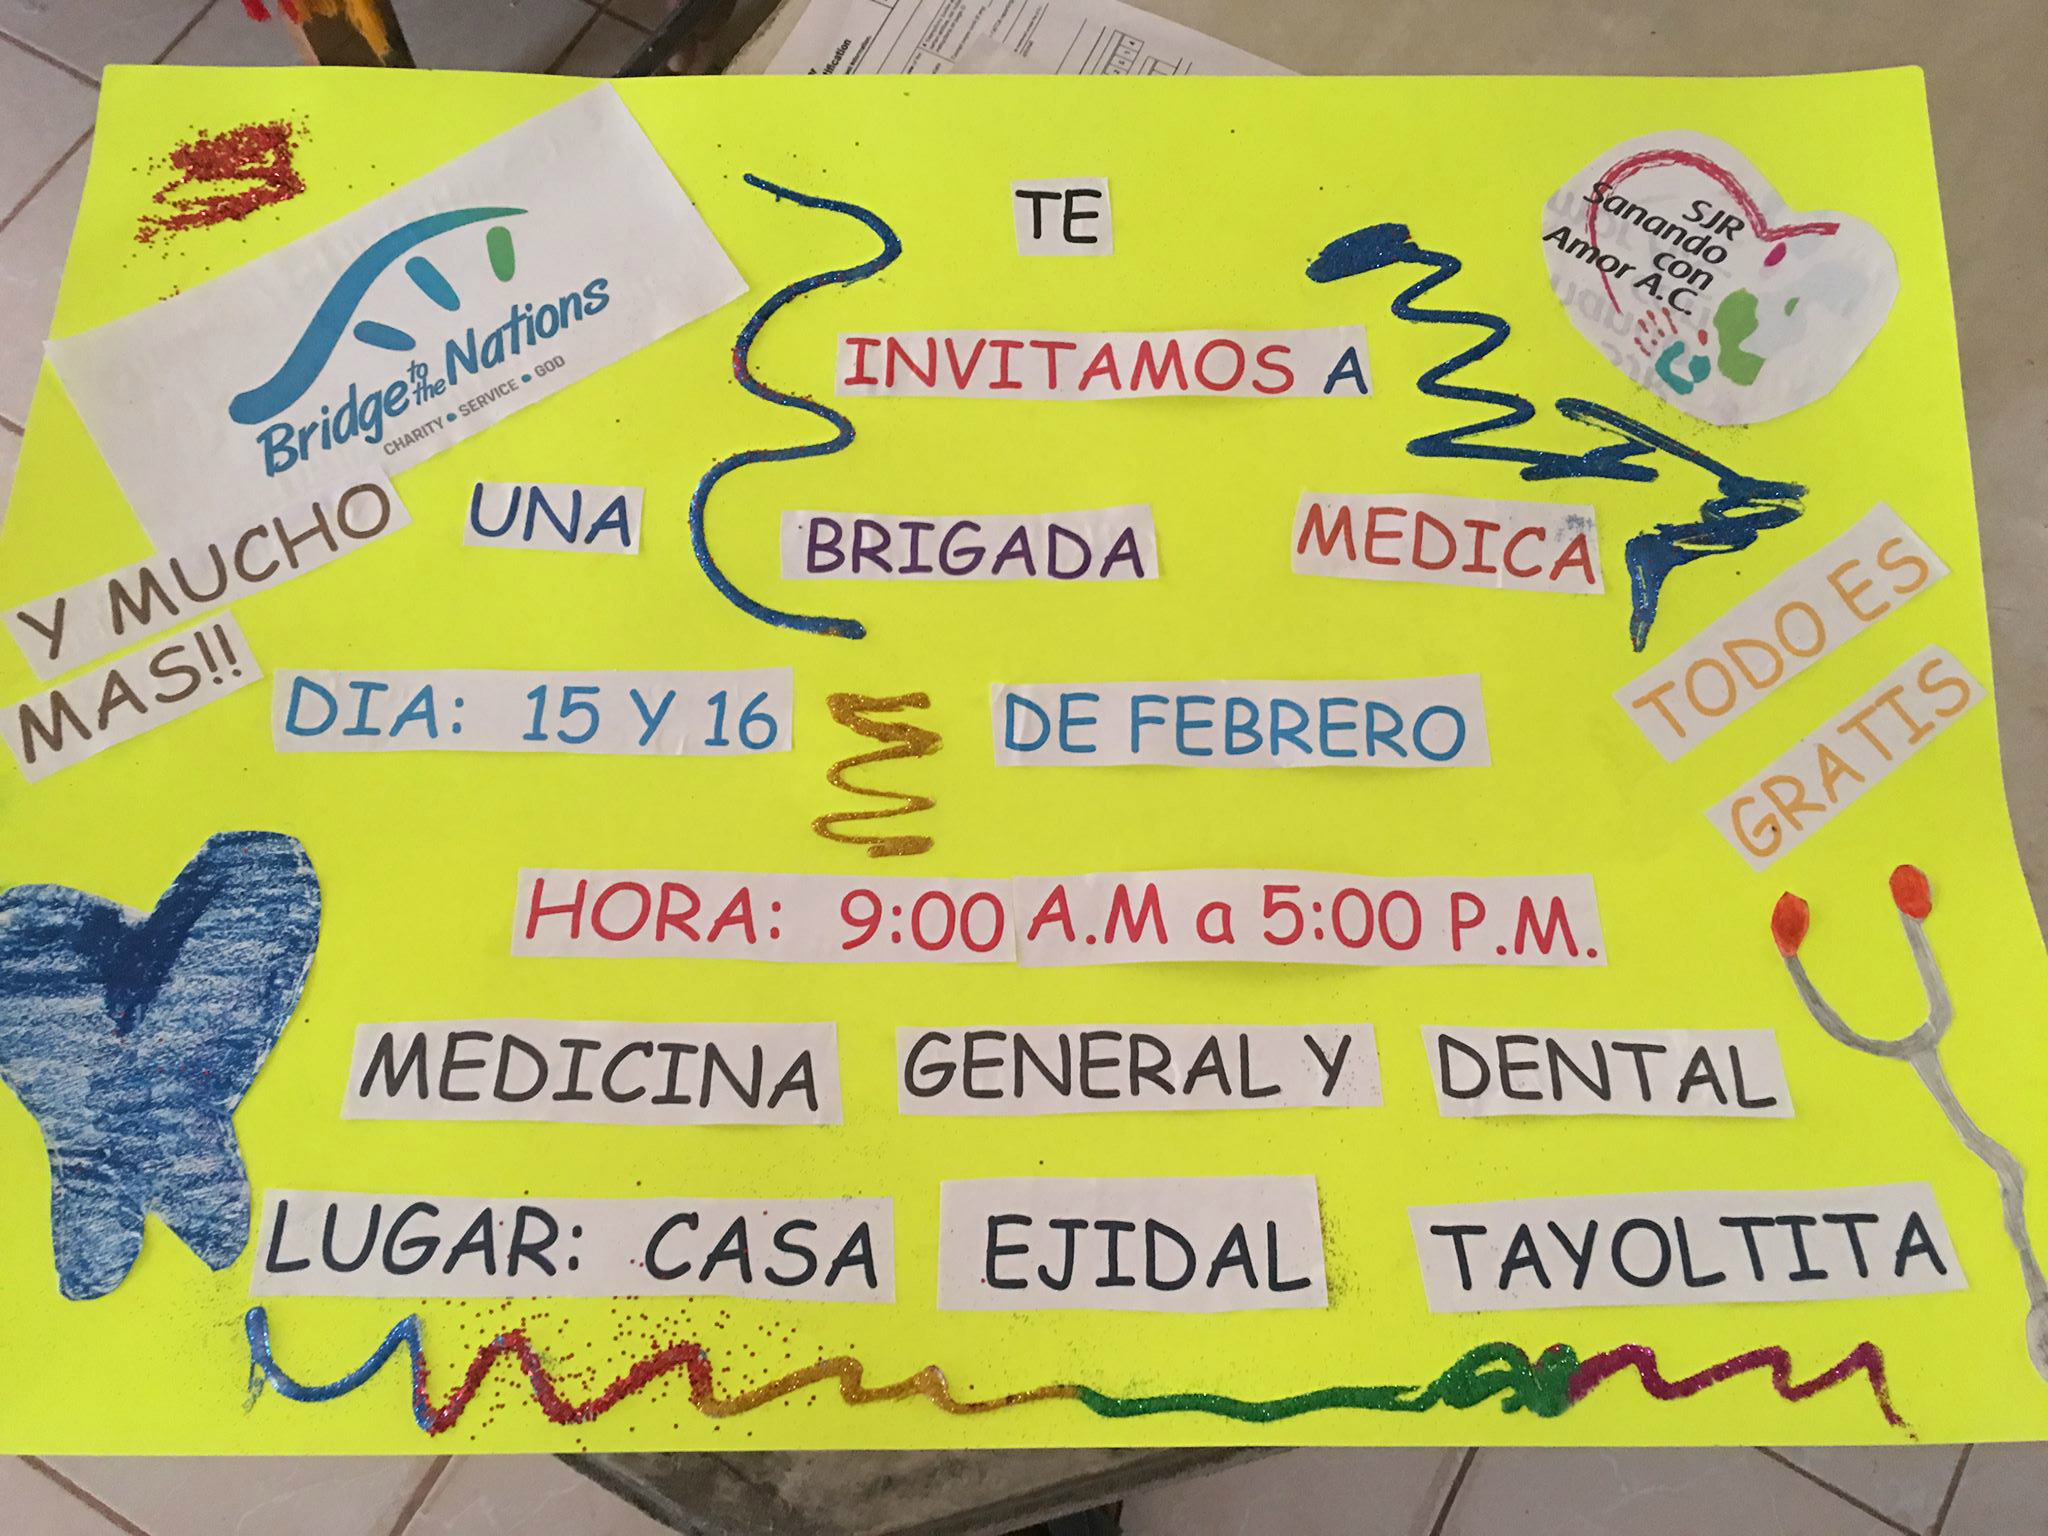 Bridge to the Nations
CHARITY • SERVICE • GOD
SJR
Sanando
con
Amor A.C.
TE
INVITAMOS A
UNA BRIGADA MEDICA
Y MUCHO
MAS!!
TODO ES
GRATIS
DIA: 15 Y 16 DE FEBRERO
HORA: 9:00 A.M a 5:00 P.M.
MEDICINA GENERAL Y DENTAL
LUGAR: CASA EJIDAL TAYOLTITA